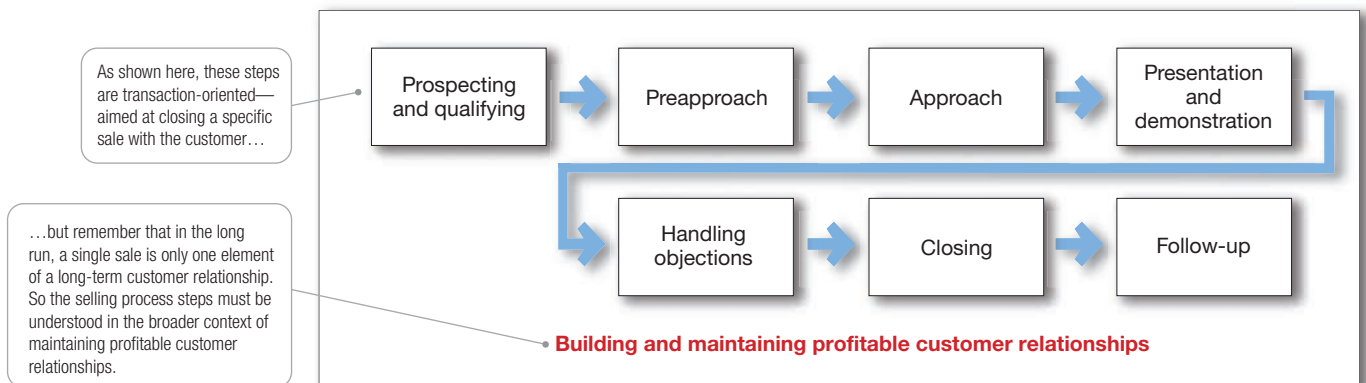 As shown here, these steps
are transaction-oriented—
aimed at closing a specific
sale with the customer…
Prospecting
and qualifying
Preapproach
Approach
Presentation
and
demonstration
Handling
objections
Closing
Follow-up
…but remember that in the long
run, a single sale is only one element
of a long-term customer relationship.
So the selling process steps must be
understood in the broader context of
maintaining profitable customer
relationships.
Building and maintaining profitable customer relationships